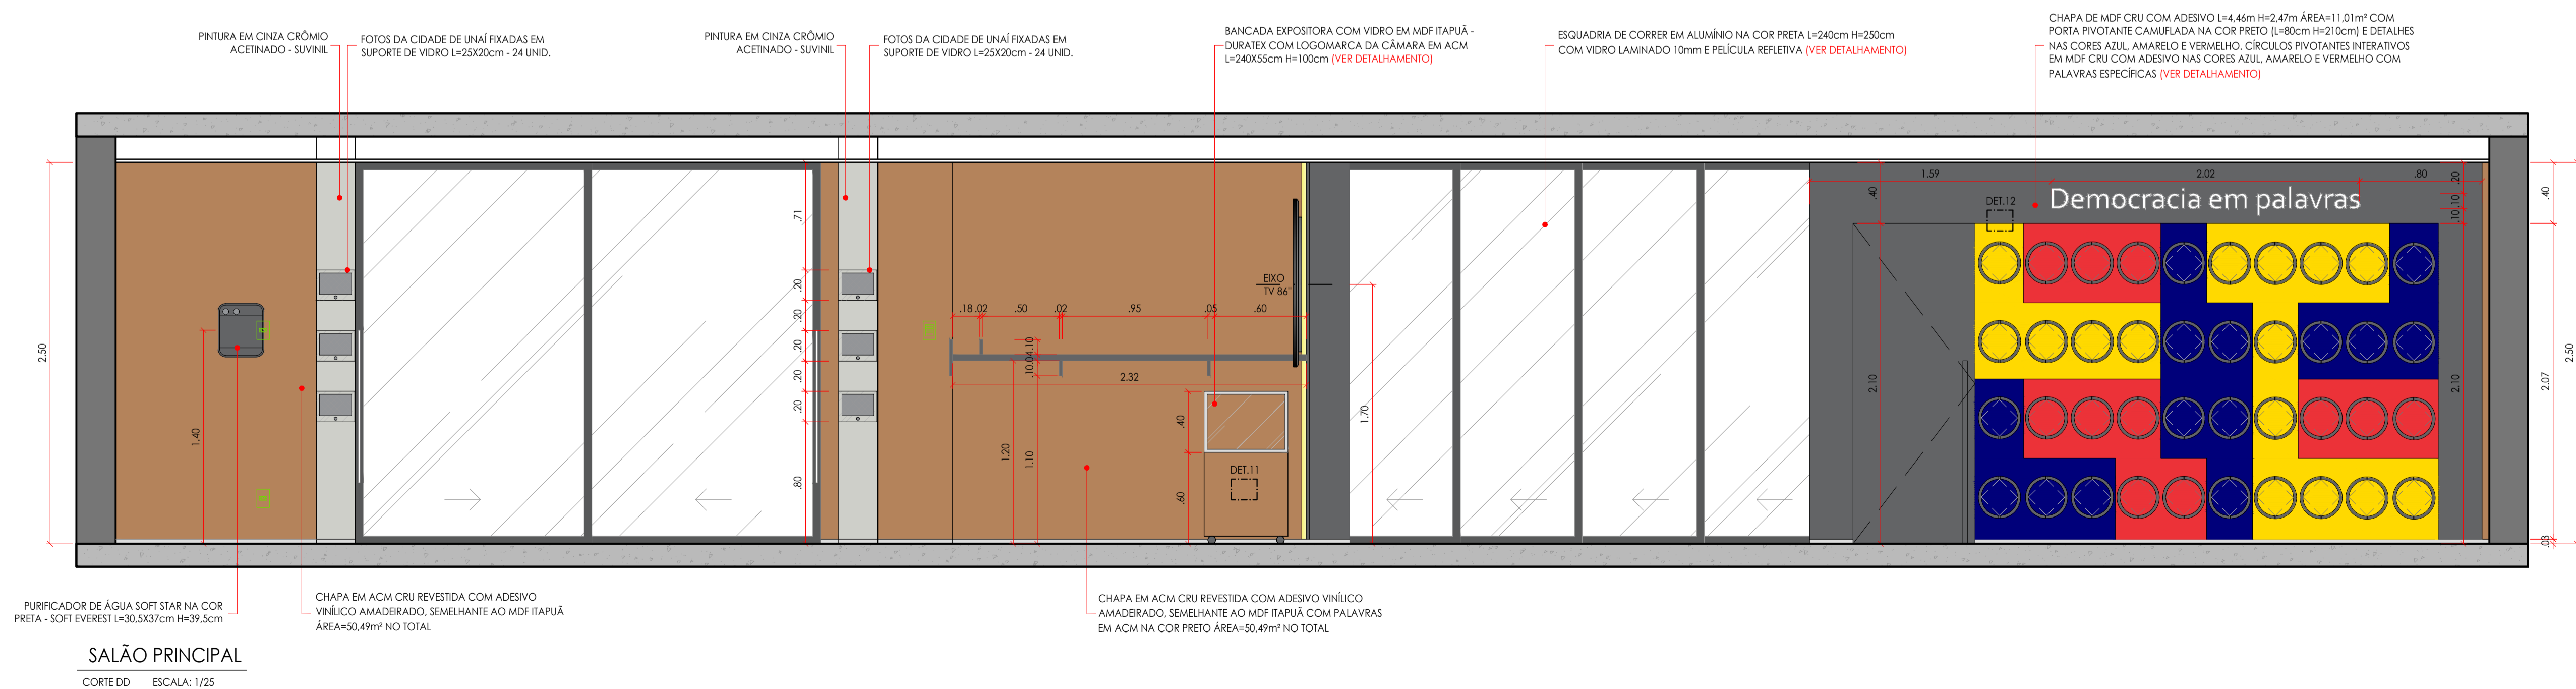 PINTURA EM CINZA CRÔMIO
ACETINADO - SUVINIL
FOTOS DA CIDADE DE UNAÍ FIXADAS EM
SUPORTE DE VIDRO L=25X20cm - 24 UNID.
PINTURA EM CINZA CRÔMIO
ACETINADO - SUVINIL
FOTOS DA CIDADE DE UNAÍ FIXADAS EM
SUPORTE DE VIDRO L=25X20cm - 24 UNID.
BANCADA EXPOSITORA COM VIDRO EM MDF ITAPUÃ -
DURATEX COM LOGOMARCA DA CÂMARA EM ACM
L=240X55cm H=100cm (VER DETALHAMENTO)
ESQUADRIA DE CORRER EM ALUMÍNIO NA COR PRETA L=240cm H=250cm
COM VIDRO LAMINADO 10mm E PELÍCULA REFLETIVA (VER DETALHAMENTO)
CHAPA DE MDF CRU COM ADESIVO L=4,46m H=2,47m ÁREA=11,01m² COM
PORTA PIVOTANTE CAMUFLADA NA COR PRETO (L=80cm H=210cm) E DETALHES
NAS CORES AZUL, AMARELO E VERMELHO. CÍRCULOS PIVOTANTES INTERATIVOS
EM MDF CRU COM ADESIVO NAS CORES AZUL, AMARELO E VERMELHO COM
PALAVRAS ESPECÍFICAS (VER DETALHAMENTO)
2.50
1.40
.71
.20
.20
.20
.20
.20
.80
.18
.02
.50
.02
.95
.05
.60
.10
.04
.10
2.32
1.20
1.10
EIXO
TV 86"
1.70
.40
.60
DET.11
1.59
2.02
.80
.40
2.10
DET.12
Democracia em palavras
.20
.10
.10
2.10
.40
2.07
.03
2.50
PURIFICADOR DE ÁGUA SOFT STAR NA COR
PRETA - SOFT EVEREST L=30,5X37cm H=39,5cm
CHAPA EM ACM CRU REVESTIDA COM ADESIVO
VINÍLICO AMADEIRADO, SEMELHANTE AO MDF ITAPUÃ
ÁREA=50,49m² NO TOTAL
CHAPA EM ACM CRU REVESTIDA COM ADESIVO VINÍLICO
AMADEIRADO, SEMELHANTE AO MDF ITAPUÃ COM PALAVRAS
EM ACM NA COR PRETO ÁREA=50,49m² NO TOTAL
SALÃO PRINCIPAL
CORTE DD ESCALA: 1/25